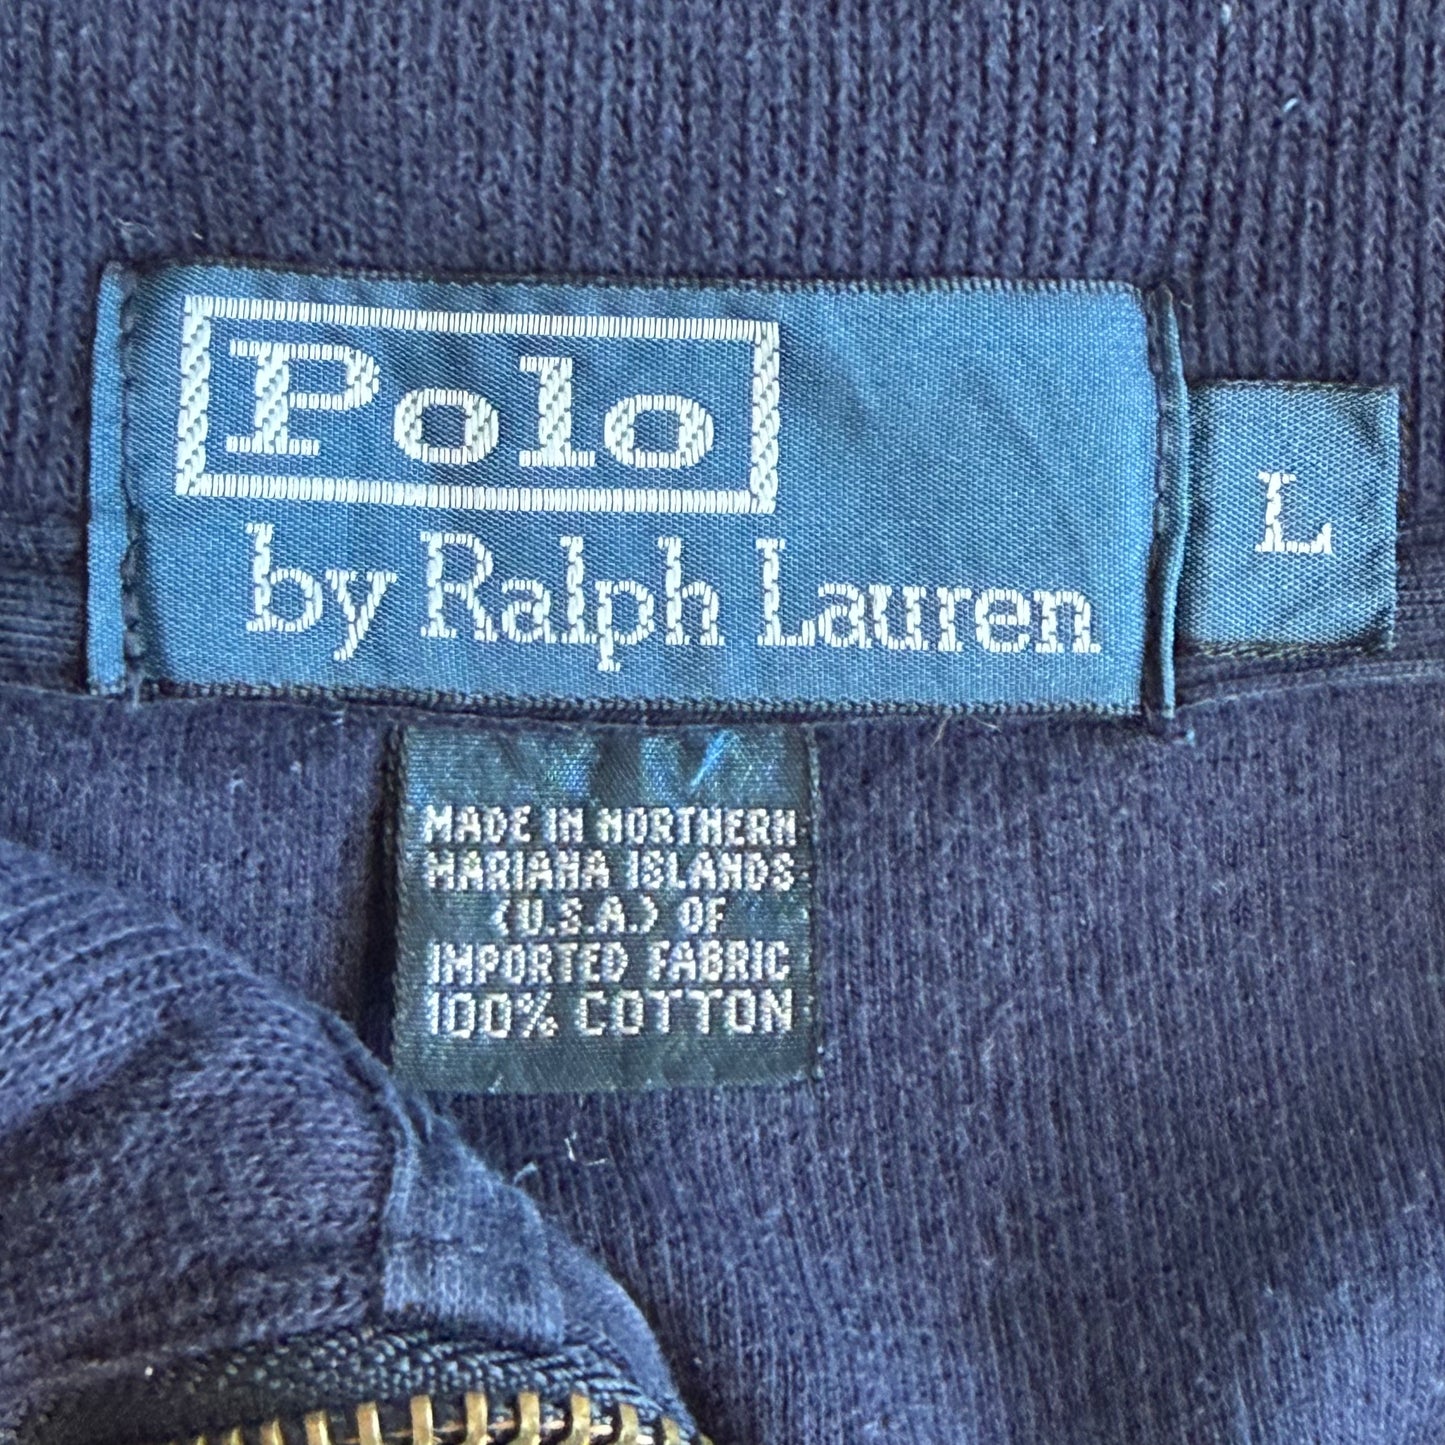 Polo
by Ralph Lauren
L
MADE IN NORTHERN
MARIANA ISLANDS
(U.S.A.) OF
IMPORTED FABRIC
100% COTTON